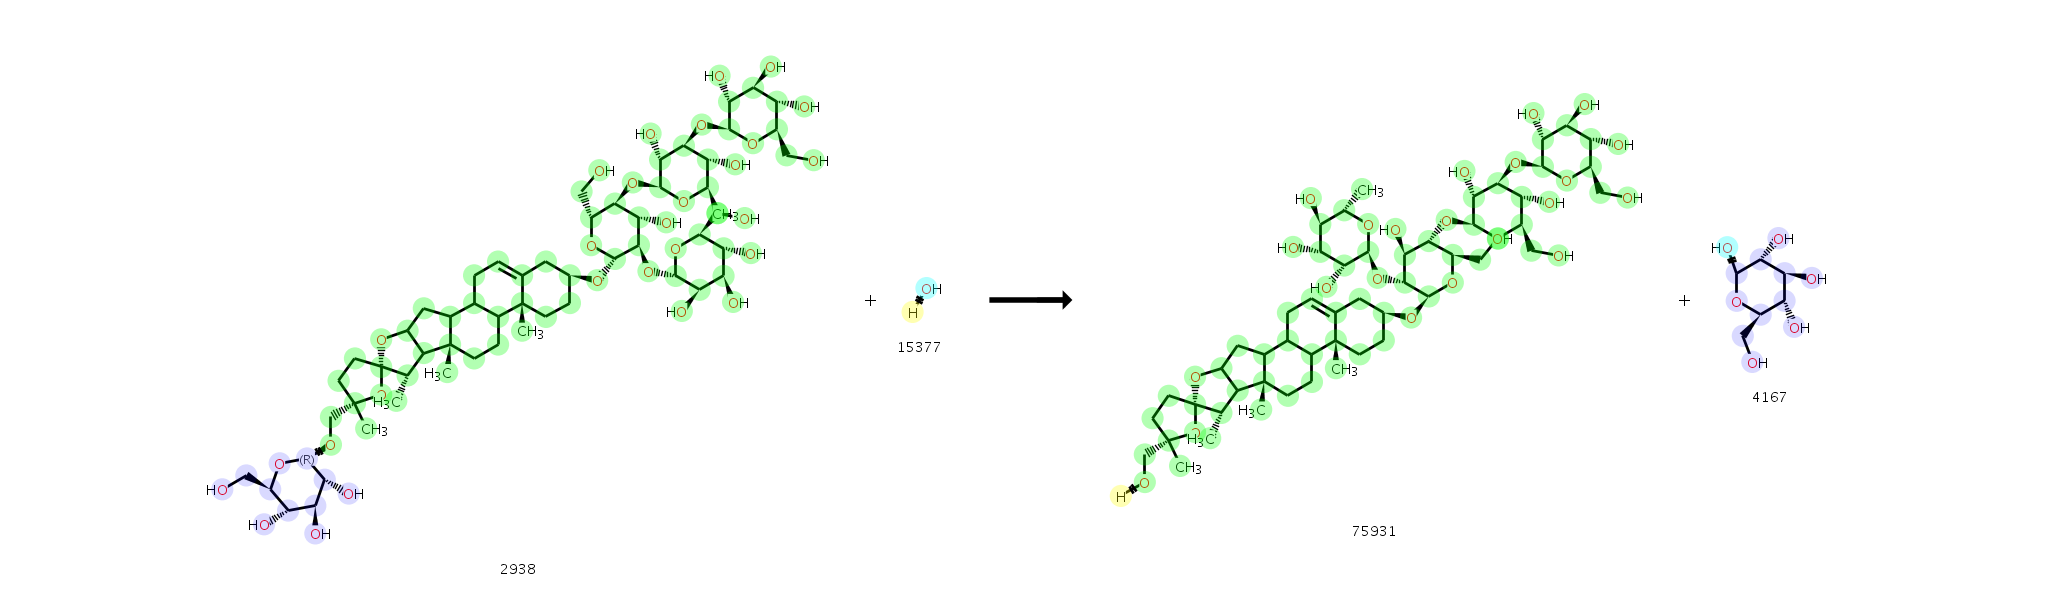 HO OH OH OH
HO OH
OH OH O
HO OH O
O O OH
CH₃ OH
O OH
O O
HO OH
CH₃
O
H₃C
O
H₃C
CH₃
O
O (R)
HO OH
HO OH
2938
+
OH
H
15377
HO OH OH
HO O OH
O OH
CH₃ HO O
HO O HO O OH
HO O O OH OH
HO O O
O
CH₃
O
H₃C
O
H₃C
CH₃
O
H
75931
+
HO OH
OH
O
OH
OH
4167